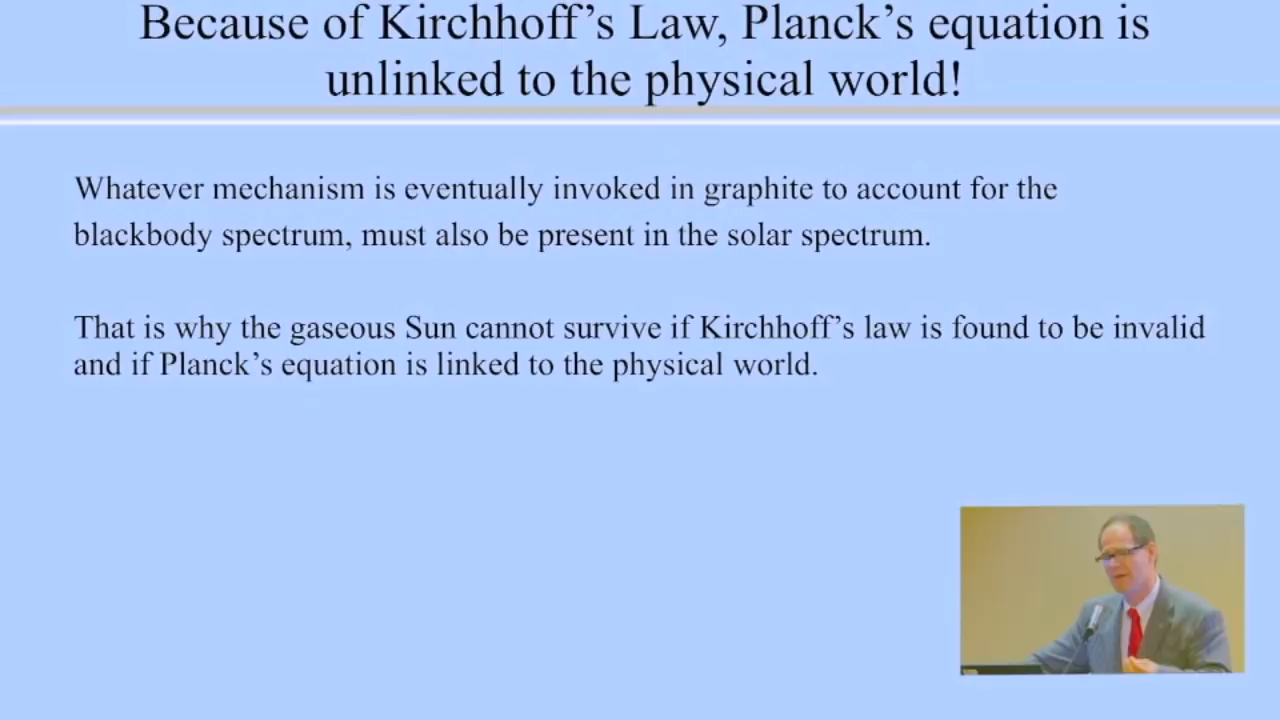 Because of Kirchhoff’s Law, Planck’s equation is
unlinked to the physical world!
Whatever mechanism is eventually invoked in graphite to account for the
blackbody spectrum, must also be present in the solar spectrum.
That is why the gaseous Sun cannot survive if Kirchhoff’s law is found to be invalid
and if Planck’s equation is linked to the physical world.